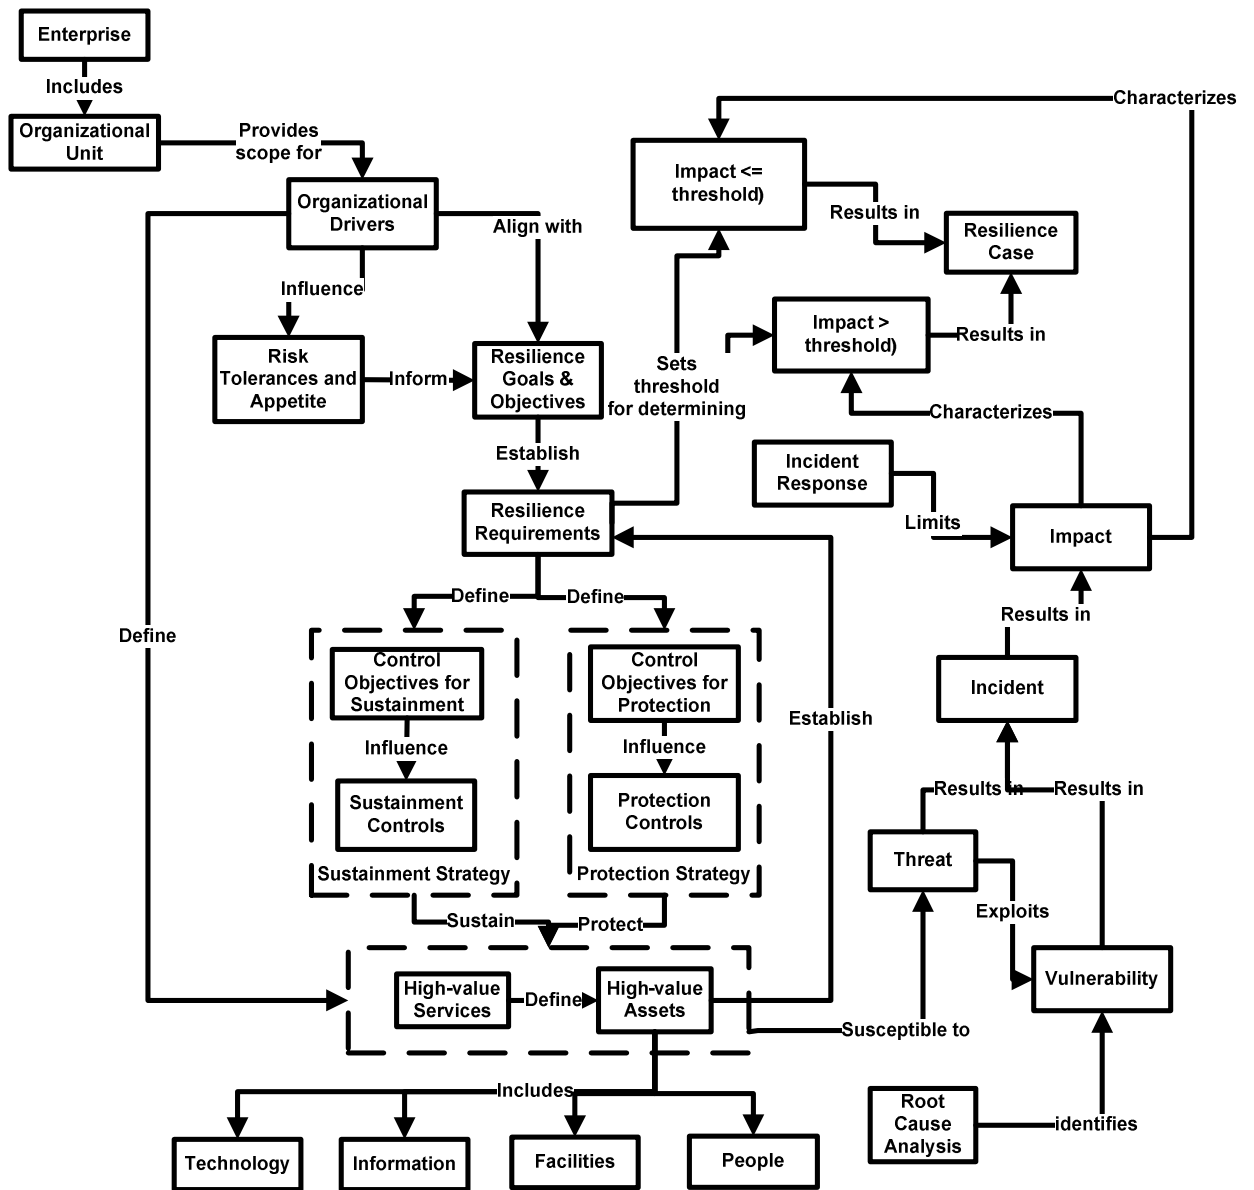 Enterprise
Includes
Organizational
Unit
Provides
scope for
Organizational
Drivers
Align with
Influence
Risk
Tolerances and
Appetite
Inform
Resilience
Goals &
Objectives
Establish
Resilience
Requirements
Sets
threshold
for determining
Characterizes
Impact <=
threshold)
Results in
Resilience
Case
Impact >
threshold)
Results in
Characterizes
Incident
Response
Limits
Impact
Results in
Incident
Results in
Results in
Threat
Exploits
Vulnerability
Root
Cause
Analysis
identifies
Define
Define
Define
Control
Objectives for
Sustainment
Influence
Sustainment
Controls
Sustainment Strategy
Control
Objectives for
Protection
Influence
Protection
Controls
Protection Strategy
Establish
Sustain
Protect
High-value
Services
Define
High-value
Assets
Susceptible to
Includes
Technology
Information
Facilities
People